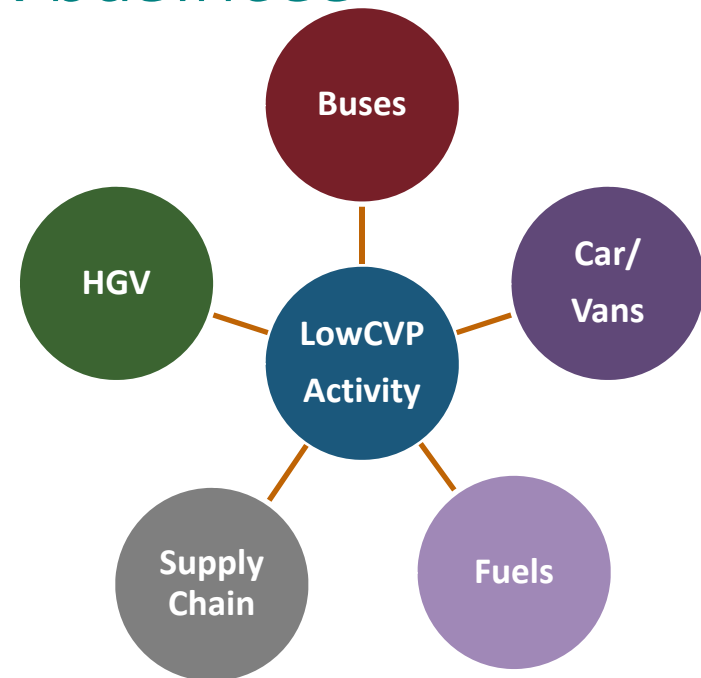 Buses
Car/
Vans
HGV
LowCVP
Activity
Supply
Chain
Fuels